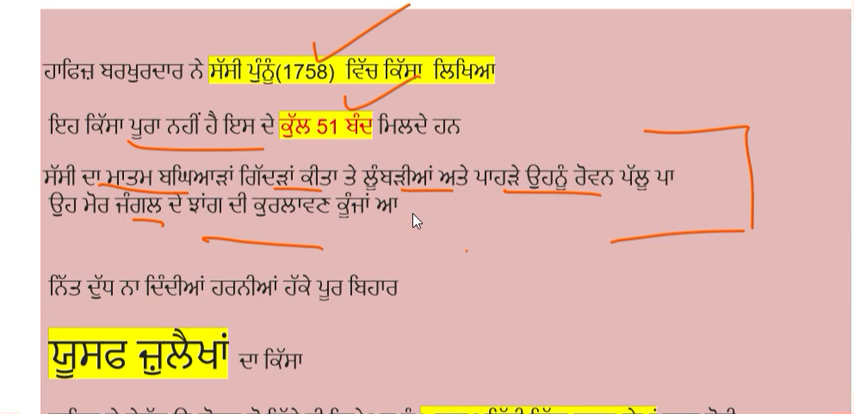 ਹਾਫਿਜ਼ ਬਰਖੁਰਦਾਰ ਨੇ ਸੱਸੀ ਪੁੰਨੂੰ(1758) ਵਿੱਚ ਕਿੱਸਾ ਲਿਖਿਆ
ਇਹ ਕਿੱਸਾ ਪੂਰਾ ਨਹੀਂ ਹੈ ਇਸ ਦੇ ਕੁੱਲ 51 ਬੰਦ ਮਿਲਦੇ ਹਨ
ਸੱਸੀ ਦਾ ਮਾਤਮ ਬਘਿਆੜਾਂ ਗਿੱਦੜਾਂ ਕੀਤਾ ਤੇ ਲੂੰਬੜੀਆਂ ਅਤੇ ਪਾਹੜੇ ਉਹਨੂੰ ਰੋਵਨ ਪੱਲੂ ਪਾ
ਉਹ ਮੋਰ ਜੰਗਲ ਦੇ ਝਾਂਗ ਦੀ ਕੁਰਲਾਵਣ ਕੂੰਜਾਂ ਆ
ਨਿੱਤ ਦੁੱਧ ਨਾ ਦਿੰਦੀਆਂ ਹਰਨੀਆਂ ਹੱਕੇ ਪੂਰ ਬਿਹਾਰ
ਯੂਸਫ ਜੁਲੈਖਾਂ ਦਾ ਕਿੱਸਾ